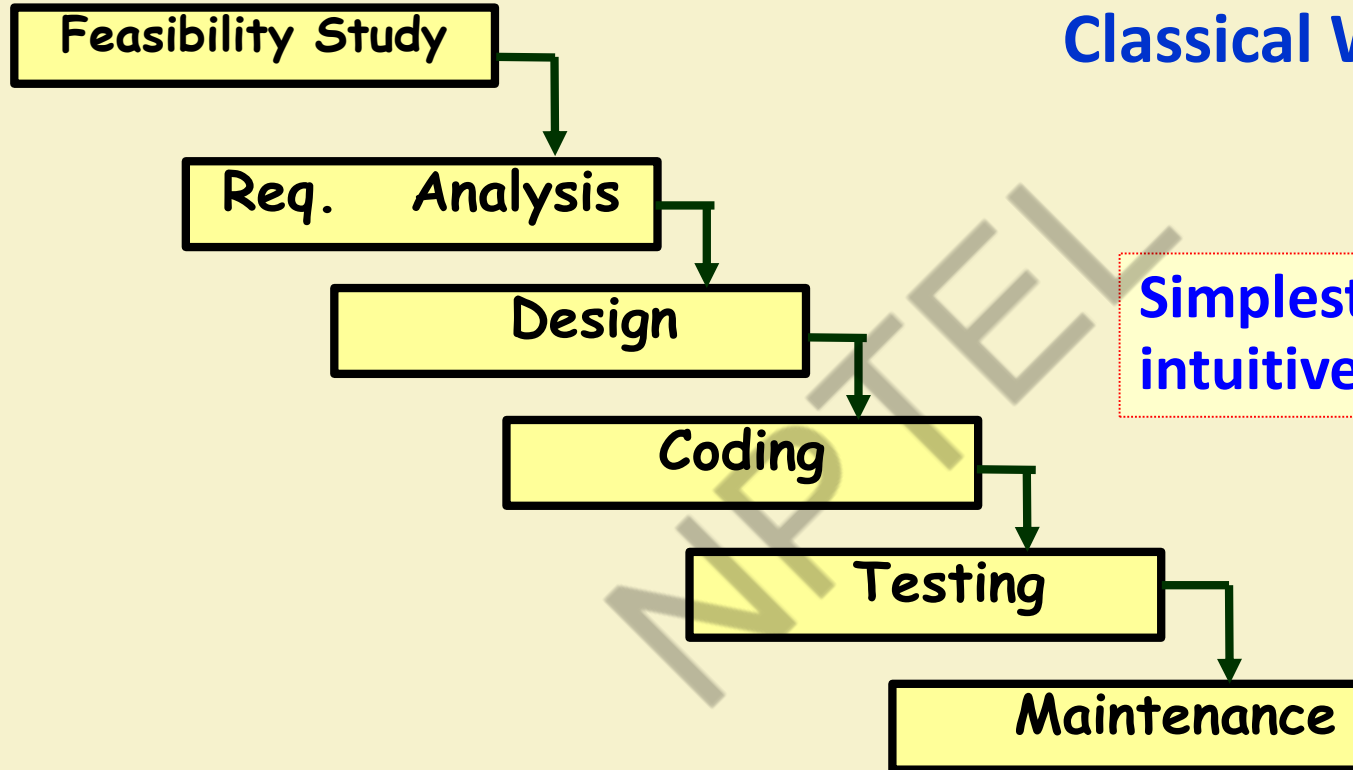 Feasibility Study
Classical
Req. Analysis
Simplest
intuitive
Design
Coding
Testing
Maintenance
NPTEL